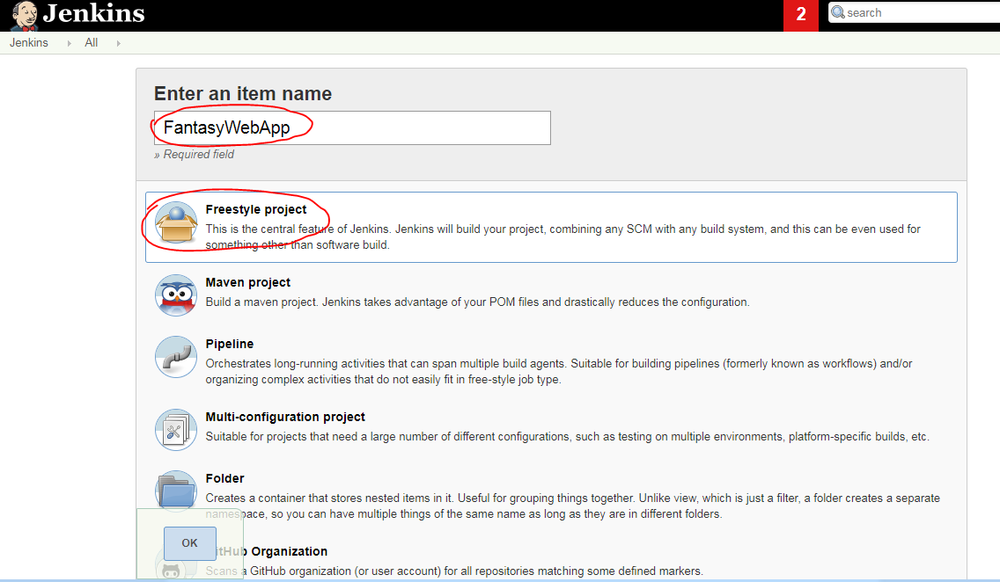 Jenkins
2
search
Jenkins
All
Enter an item name
FantasyWebApp
» Required field
Freestyle project
This is the central feature of Jenkins. Jenkins will build your project, combining any SCM with any build system, and this can be even used for
something other than software build.
Maven project
Build a maven project. Jenkins takes advantage of your POM files and drastically reduces the configuration.
Pipeline
Orchestrates long-running activities that can span multiple build agents. Suitable for building pipelines (formerly known as workflows) and/or
organizing complex activities that do not easily fit in free-style job type.
Multi-configuration project
Suitable for projects that need a large number of different configurations, such as testing on multiple environments, platform-specific builds, etc.
Folder
Creates a container that stores nested items in it. Useful for grouping things together. Unlike view, which is just a filter, a folder creates a separate
namespace, so you can have multiple things of the same name as long as they are in different folders.
OK
GitHub Organization
Scans a GitHub organization (or user account) for all repositories matching some defined markers.